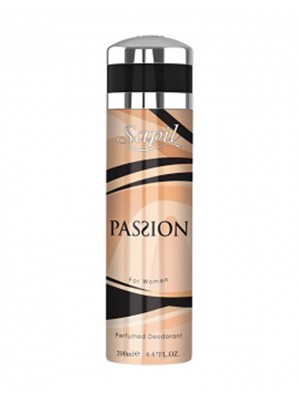 Sapil
PASSION
For Women
Perfumed Deodorant
200ml e 6.67FL.OZ.